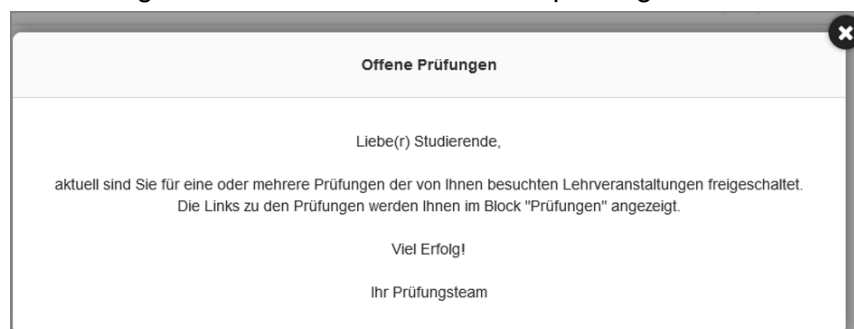 Offene Prüfungen
Liebe(r) Studierende,
aktuell sind Sie für eine oder mehrere Prüfungen der von Ihnen besuchten Lehrveranstaltungen freigeschaltet.
Die Links zu den Prüfungen werden Ihnen im Block "Prüfungen" angezeigt.
Viel Erfolg!
Ihr Prüfungsteam